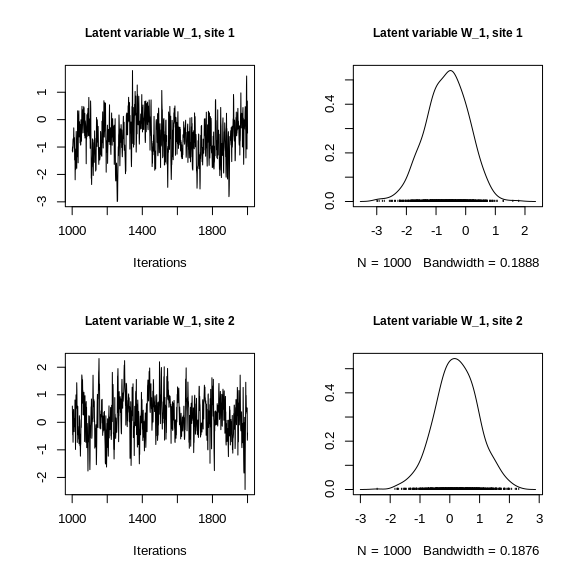 Latent variable W_1, site 1
1
0
-1
-2
-3
1000 1400 1800
Iterations
Latent variable W_1, site 1
0.4
0.2
0.0
-3 -2 -1 0 1 2
N = 1000 Bandwidth = 0.1888
Latent variable W_1, site 2
2
1
0
-1
-2
1000 1400 1800
Iterations
Latent variable W_1, site 2
0.4
0.2
0.0
-3 -2 -1 0 1 2 3
N = 1000 Bandwidth = 0.1876